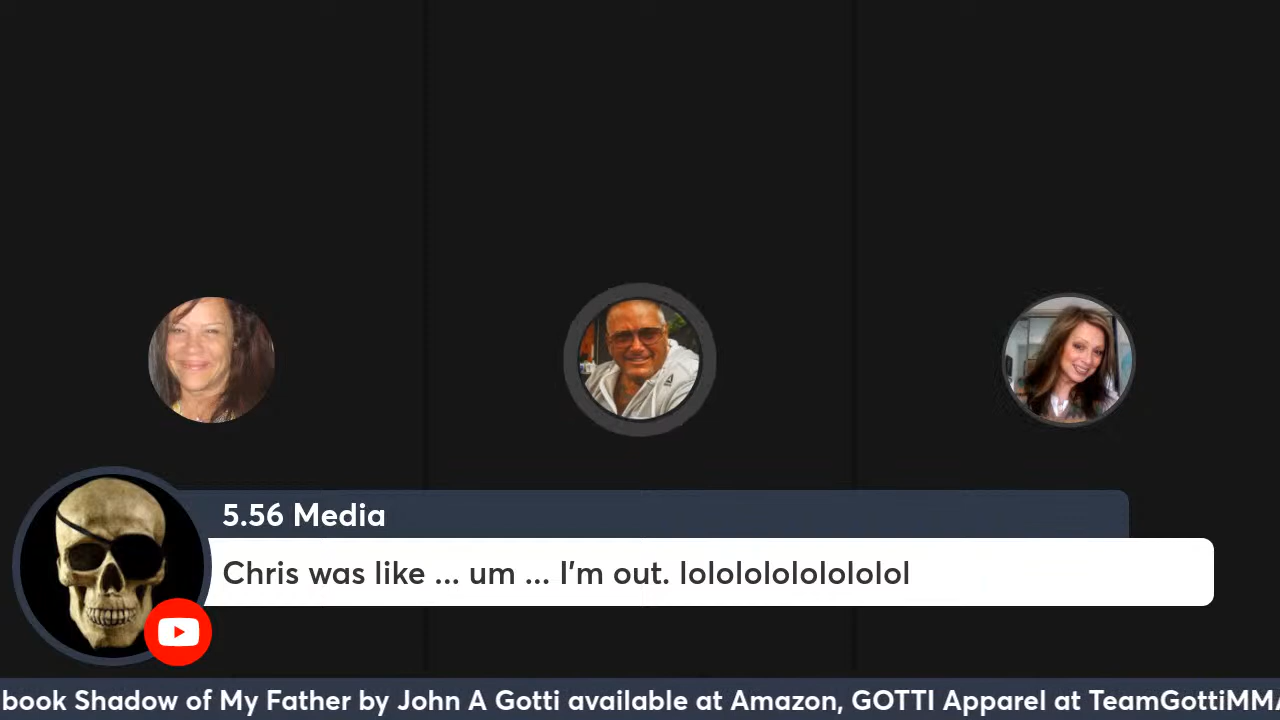 5.56 Media
Chris was like ... um ... I'm out. lolololololololol
book Shadow of My Father by John A Gotti available at Amazon, GOTTI Apparel at TeamGottiMMA